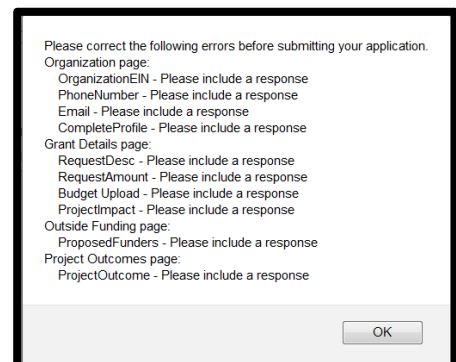 Please correct the following errors before submitting your application.
Organization page:
OrganizationEIN - Please include a response
PhoneNumber - Please include a response
Email - Please include a response
CompleteProfile - Please include a response
Grant Details page:
RequestDesc - Please include a response
RequestAmount - Please include a response
Budget Upload - Please include a response
ProjectImpact - Please include a response
Outside Funding page:
ProposedFunders - Please include a response
Project Outcomes page:
ProjectOutcome - Please include a response
OK